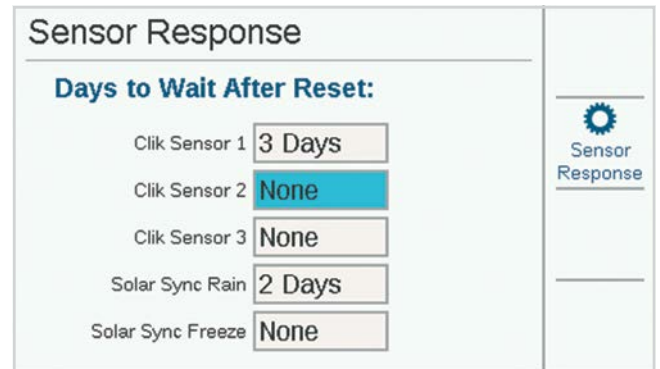 Sensor Response
Days to Wait After Reset:
Clik Sensor 1 3 Days
Clik Sensor 2 None
Clik Sensor 3 None
Solar Sync Rain 2 Days
Solar Sync Freeze None
Sensor
Response